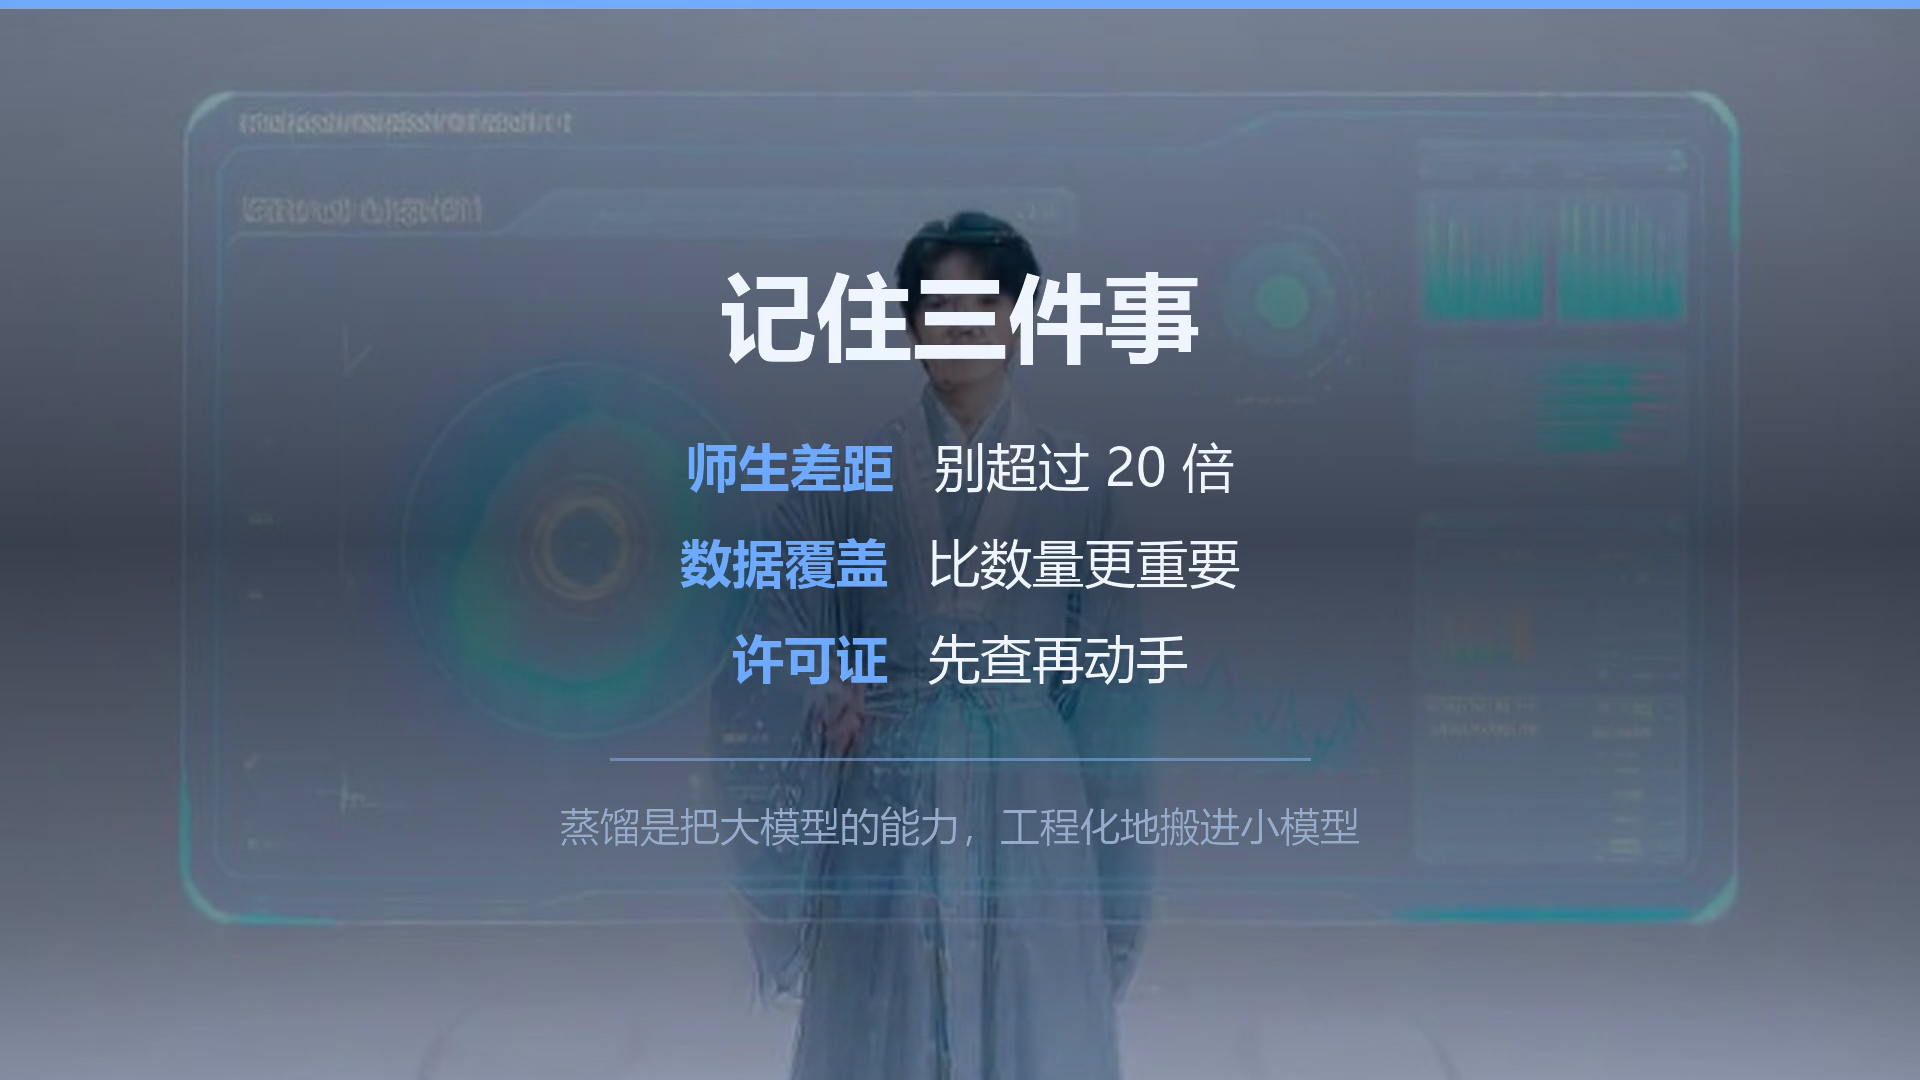 记住三件事
师生差距 别超过 20 倍
数据覆盖 比数量更重要
许可证 先查再动手
蒸馏是把大模型的能力，工程化地搬进小模型